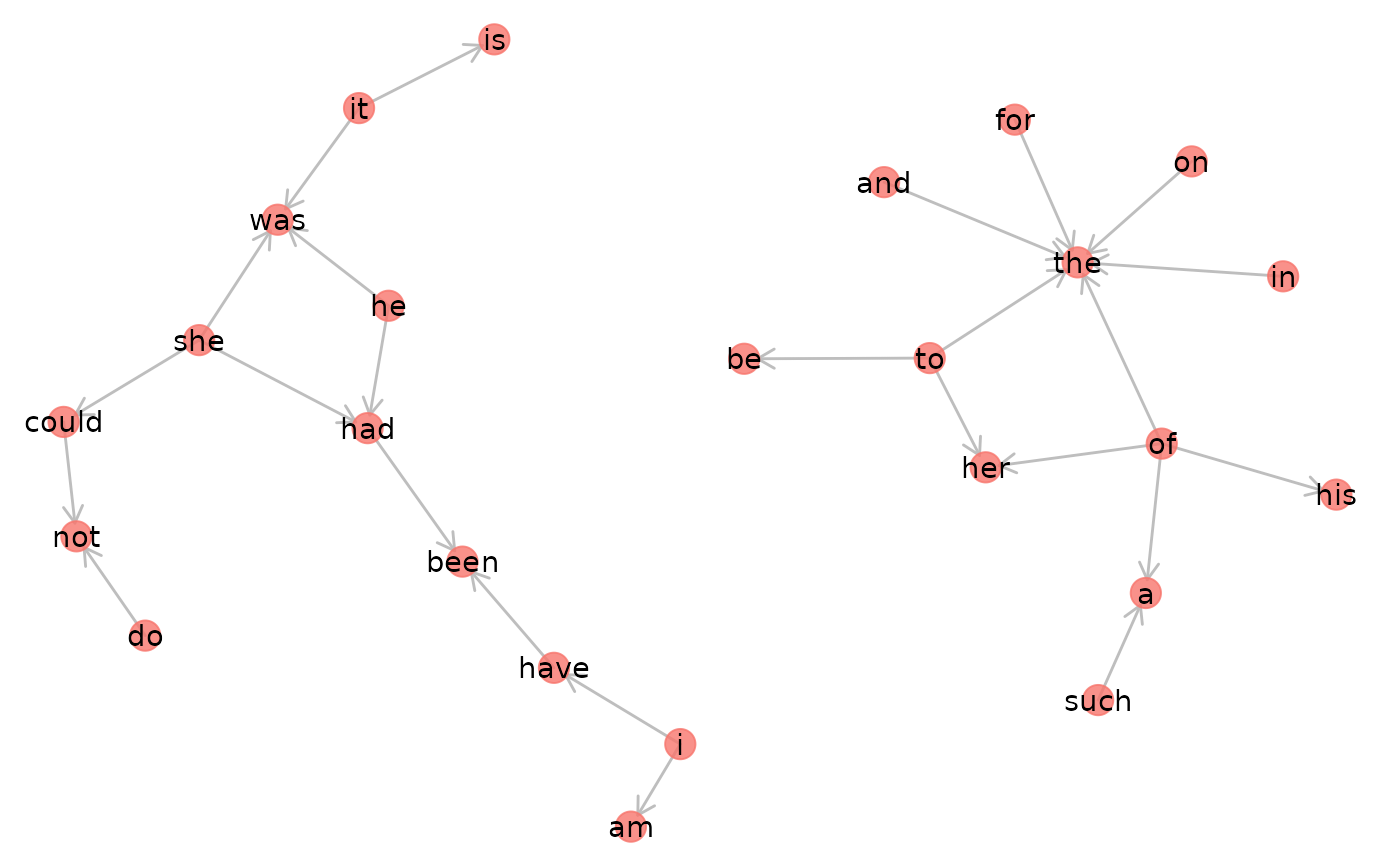 is
it
for
on
and
was
the
in
he
she
be
to
could
had
of
her
his
not
been
a
do
have
such
i
am